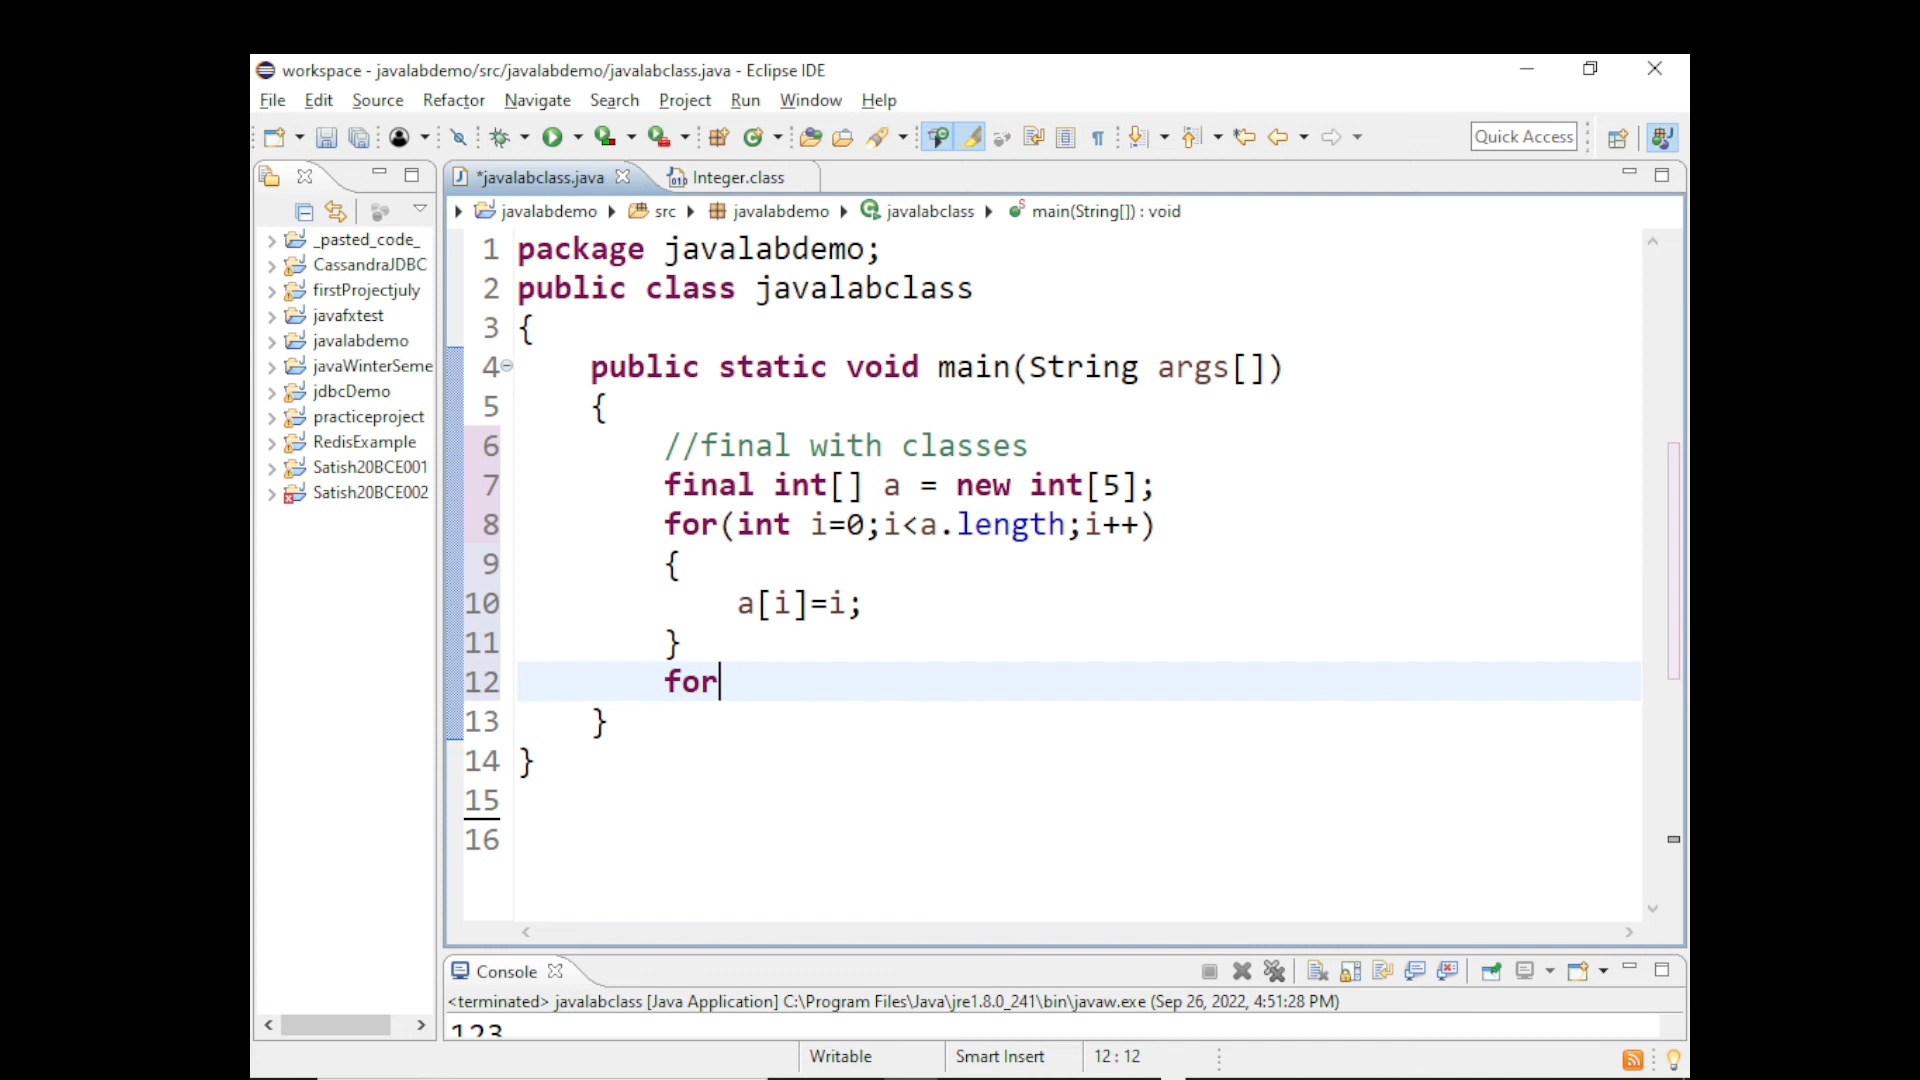 workspace - javalabdemo/src/javalabdemo/javalabclass.java - Eclipse IDE
File Edit Source Refactor Navigate Search Project Run Window Help
Quick Access
*javalabclass.java Integer.class
javalabdemo src javalabdemo javalabclass main(String[]) : void
_pasted_code_
CassandraJDBC
firstProjectjuly
javafxtest
javalabdemo
javaWinterSeme
jdbcDemo
practiceproject
RedisExample
Satish20BCE001
Satish20BCE002
1 package javalabdemo;
2 public class javalabclass
3 {
4 public static void main(String args[])
5 {
6 //final with classes
7 final int[] a = new int[5];
8 for(int i=0;i<a.length;i++)
9 {
10 a[i]=i;
11 }
12 for
13 }
14 }
15
16
Console
<terminated> javalabclass [Java Application] C:\Program Files\Java\jre1.8.0_241\bin\javaw.exe (Sep 26, 2022, 4:51:28 PM)
123
Writable Smart Insert 12 : 12